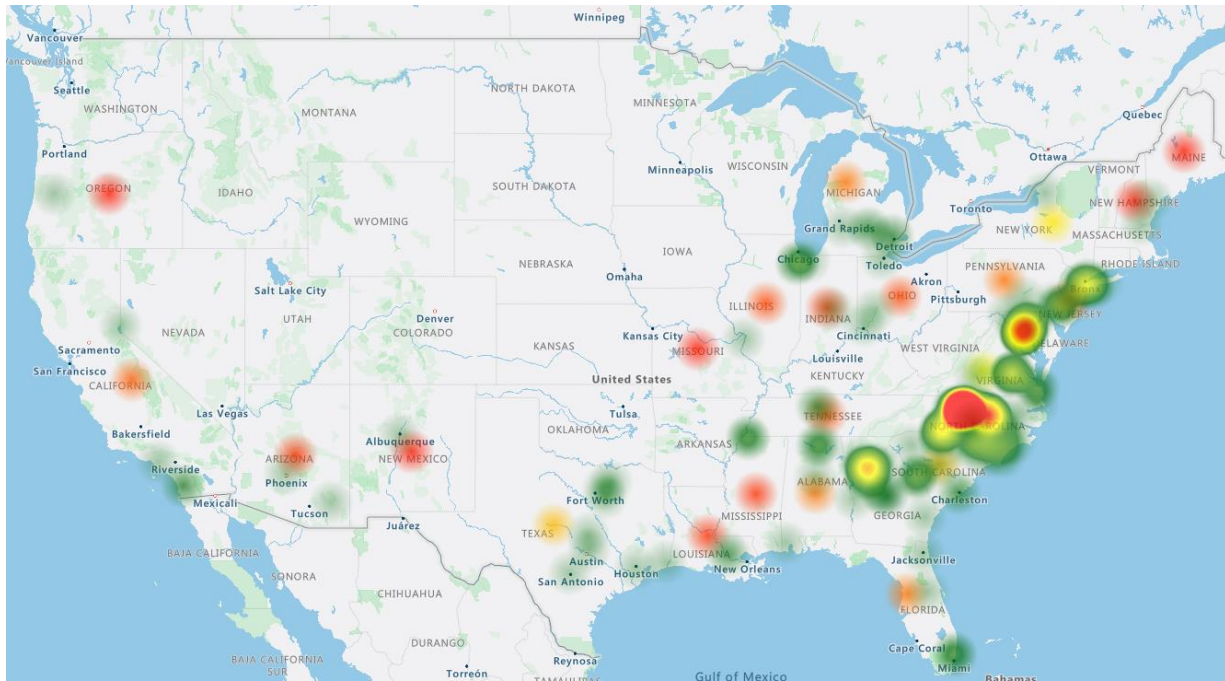 Winnipeg
Vancouver
Vancouver Island
Seattle
WASHINGTON
NORTH DAKOTA
MINNESOTA
MONTANA
Quebec
Portland
Ottawa
MAINE
VERMONT
Minneapolis
WISCONSIN
OREGON
IDAHO
SOUTH DAKOTA
MICHIGAN
Toronto
NEW HAMPSHIRE
WYOMING
Grand Rapids
NEW YORK
MASSACHUSETTS
Detroit
IOWA
Chicago
Toledo
NEBRASKA
PENNSYLVANIA
RHODE ISLAND
Omaha
Akron
Bronx
Salt Lake City
Pittsburgh
ILLINOIS
OHIO
NEVADA
UTAH
Denver
INDIANA
NEW JERSEY
COLORADO
Kansas City
Cincinnati
KANSAS
MISSOURI
DELAWARE
Sacramento
WEST VIRGINIA
San Francisco
Louisville
KENTUCKY
United States
VIRGINIA
CALIFORNIA
Las Vegas
Tulsa
TENNESSEE
Bakersfield
OKLAHOMA
NORTH CAROLINA
Albuquerque
ARKANSAS
ARIZONA
NEW MEXICO
Riverside
SOUTH CAROLINA
Phoenix
ALABAMA
Fort Worth
Charleston
Mexicali
Tucson
MISSISSIPPI
GEORGIA
Juárez
TEXAS
BAJA CALIFORNIA
LOUISIANA
Austin
Jacksonville
SONORA
San Antonio
Houston
New Orleans
CHIHUAHUA
FLORIDA
DURANGO
Cape Coral
BAJA CALIFORNIA
SUR
Reynosa
Miami
Torreón
TAMAULIPAS
Gulf of Mexico
Bahamas